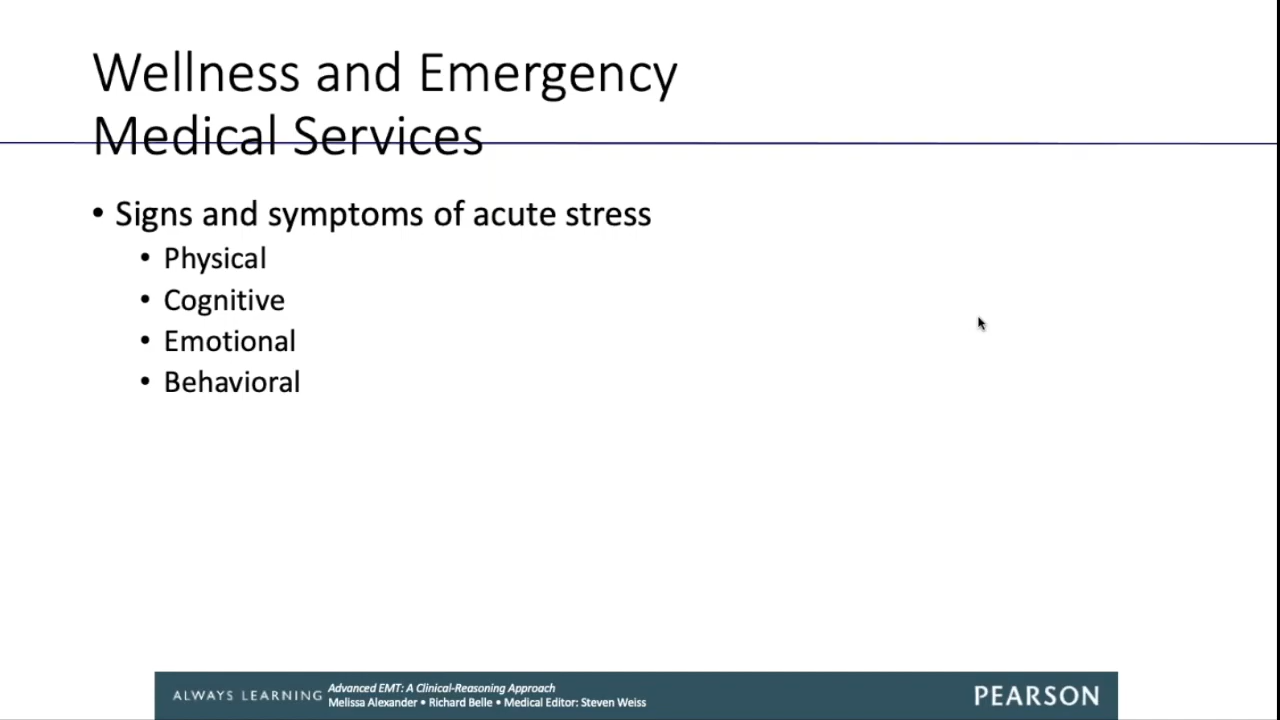 Wellness and Emergency
Medical Services
• Signs and symptoms of acute stress
• Physical
• Cognitive
• Emotional
• Behavioral
ALWAYS LEARNING
Advanced EMT: A Clinical-Reasoning Approach
Melissa Alexander • Richard Belle • Medical Editor: Steven Weiss
PEARSON